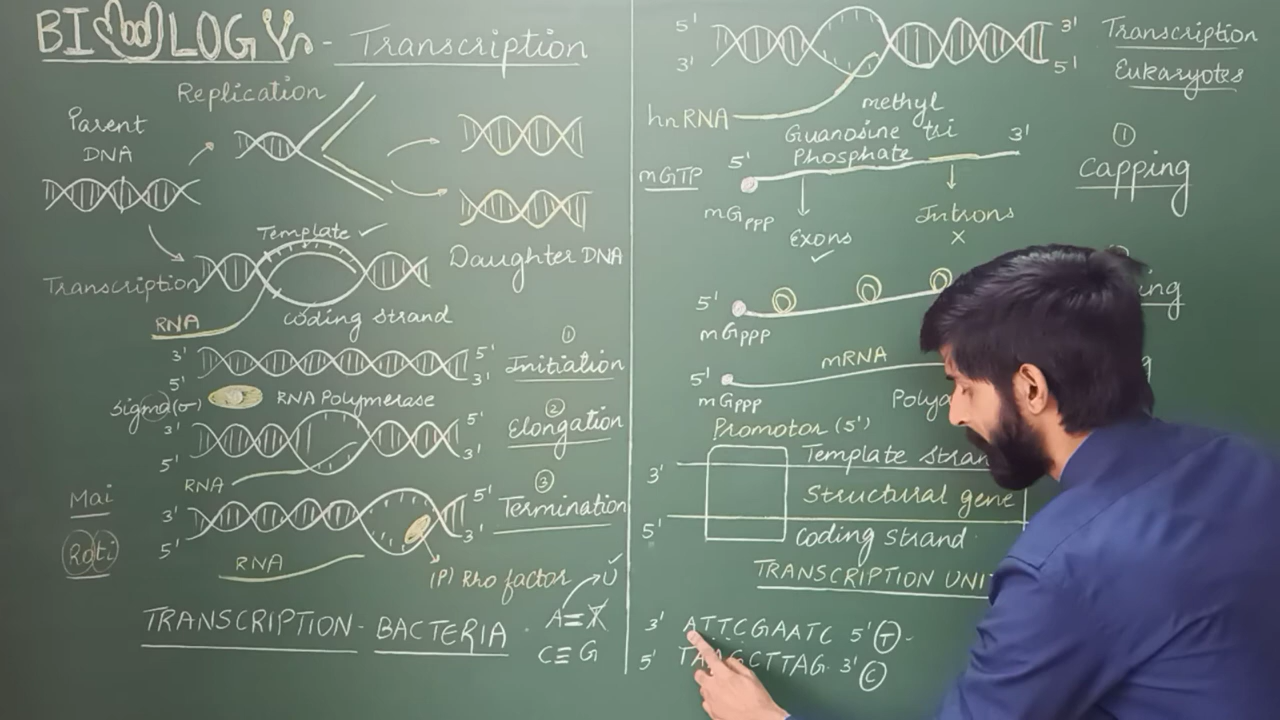 BIOLOGY - Transcription
Replication
Parent
DNA
Template ✓
Transcription
Daughter DNA
RNA
coding strand
3' 5'
5' 3'
① Initiation
Sigma(σ) RNA Polymerase
3' 5'
5' 3'
② Elongation
RNA
Mai
Roti
3' 5'
5' 3'
③ Termination
RNA
(P) Rho factor
A=X U ✓
C≡G
TRANSCRIPTION - BACTERIA
5' 3'
3' 5'
Transcription
Eukaryotes
hnRNA
methyl
Guanosine tri
Phosphate
mGTP 5' 3'
① Capping
mGppp
Exons ✓
Introns X
5'
mGppp
ing
mRNA
5'
mGppp
g
Polya
Promotor (5')
3' Template Stran
Structural gene
5' coding strand
TRANSCRIPTION UNI
3' ATTCGAATC 5' (T) -
5' TAAGCTTAG 3' (C)